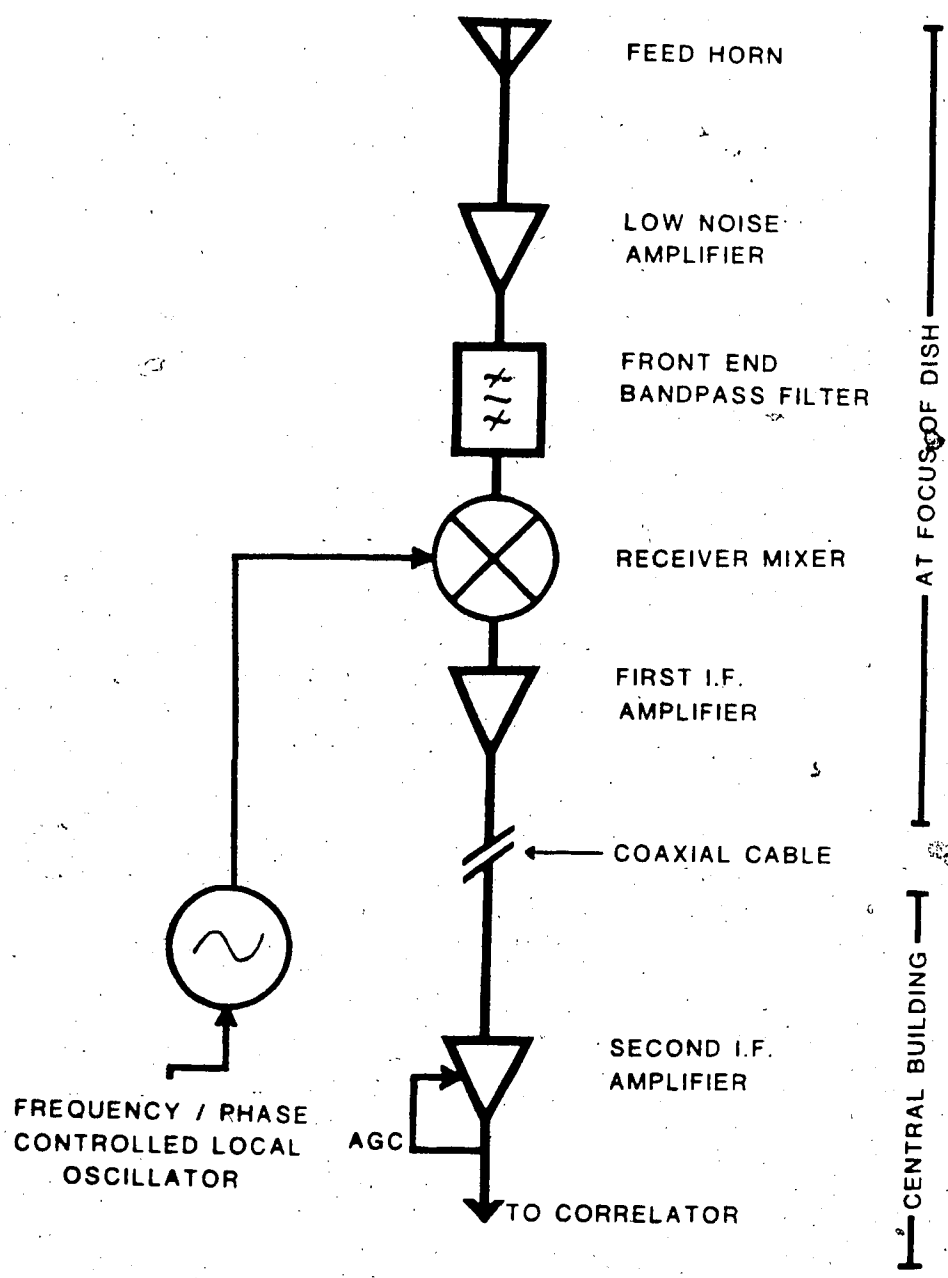 FEED HORN
LOW NOISE
AMPLIFIER
FRONT END
BANDPASS FILTER
RECEIVER MIXER
FIRST I.F.
AMPLIFIER
AT FOCUS OF DISH
COAXIAL CABLE
SECOND I.F.
AMPLIFIER
CENTRAL BUILDING
FREQUENCY / PHASE
CONTROLLED LOCAL
OSCILLATOR
AGC
TO CORRELATOR